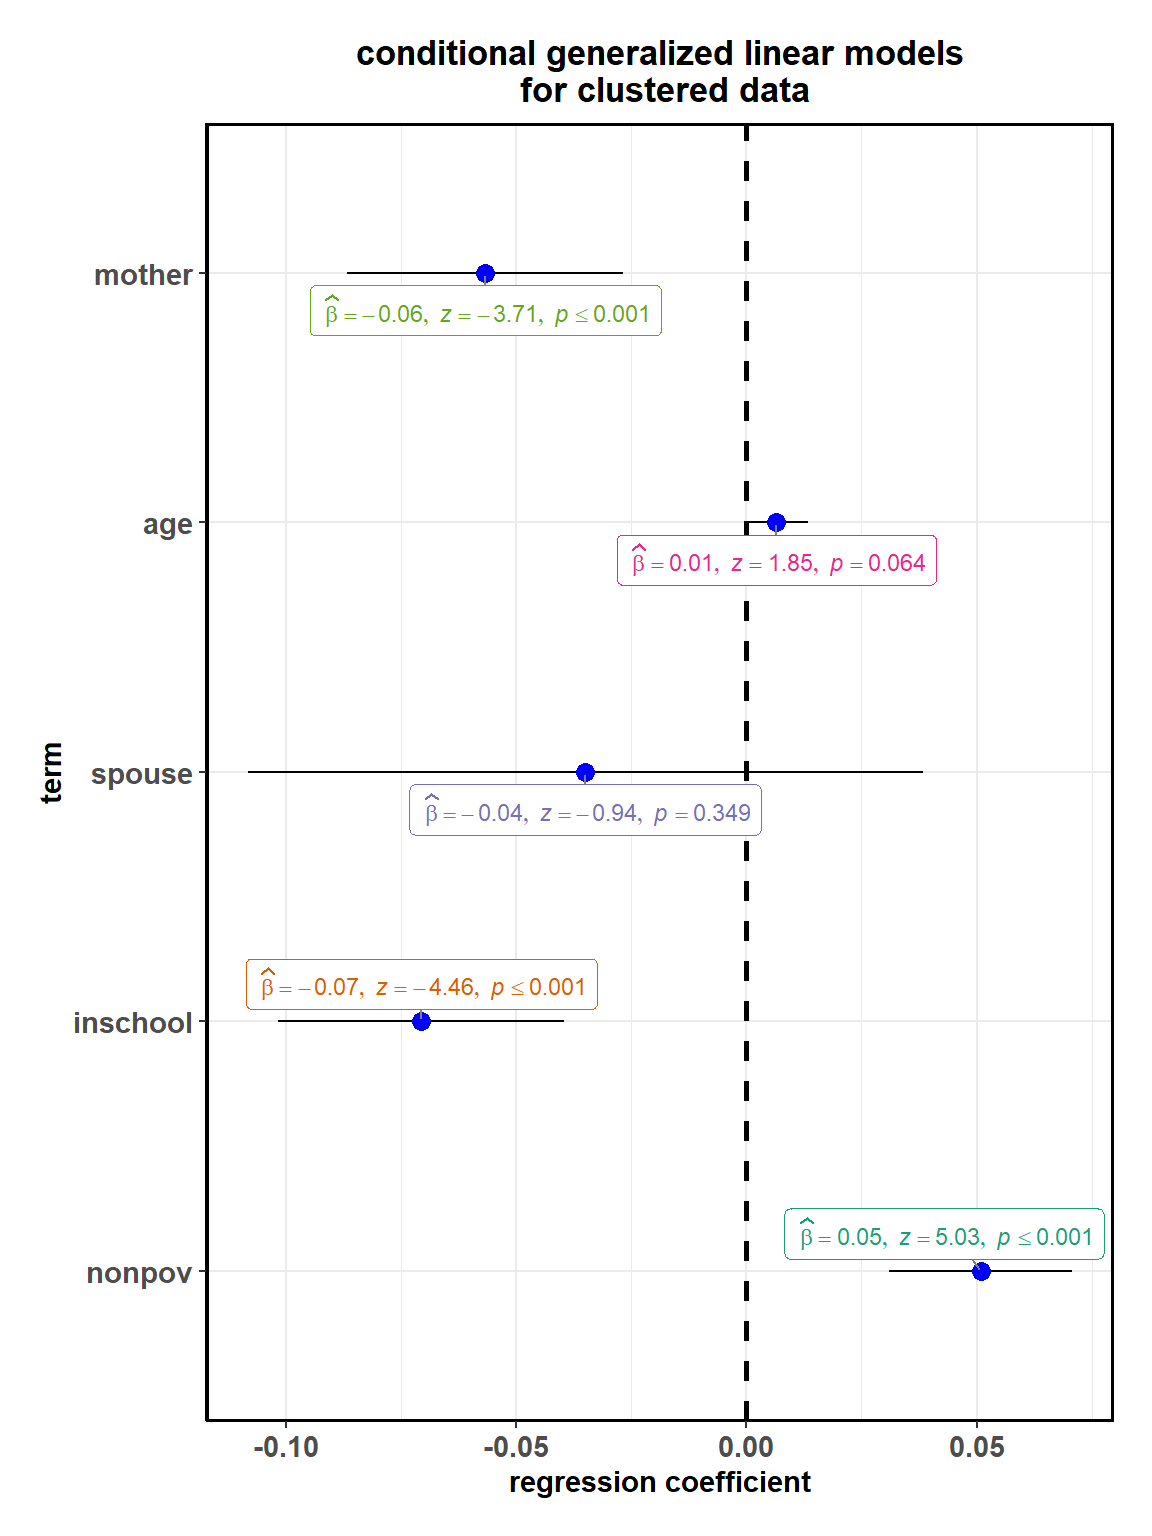 conditional generalized linear models
for clustered data
mother
β̂ = −0.06, z = −3.71, p ≤ 0.001
age
β̂ = 0.01, z = 1.85, p = 0.064
term
spouse
β̂ = −0.04, z = −0.94, p = 0.349
β̂ = −0.07, z = −4.46, p ≤ 0.001
inschool
β̂ = 0.05, z = 5.03, p ≤ 0.001
nonpov
-0.10 -0.05 0.00 0.05
regression coefficient